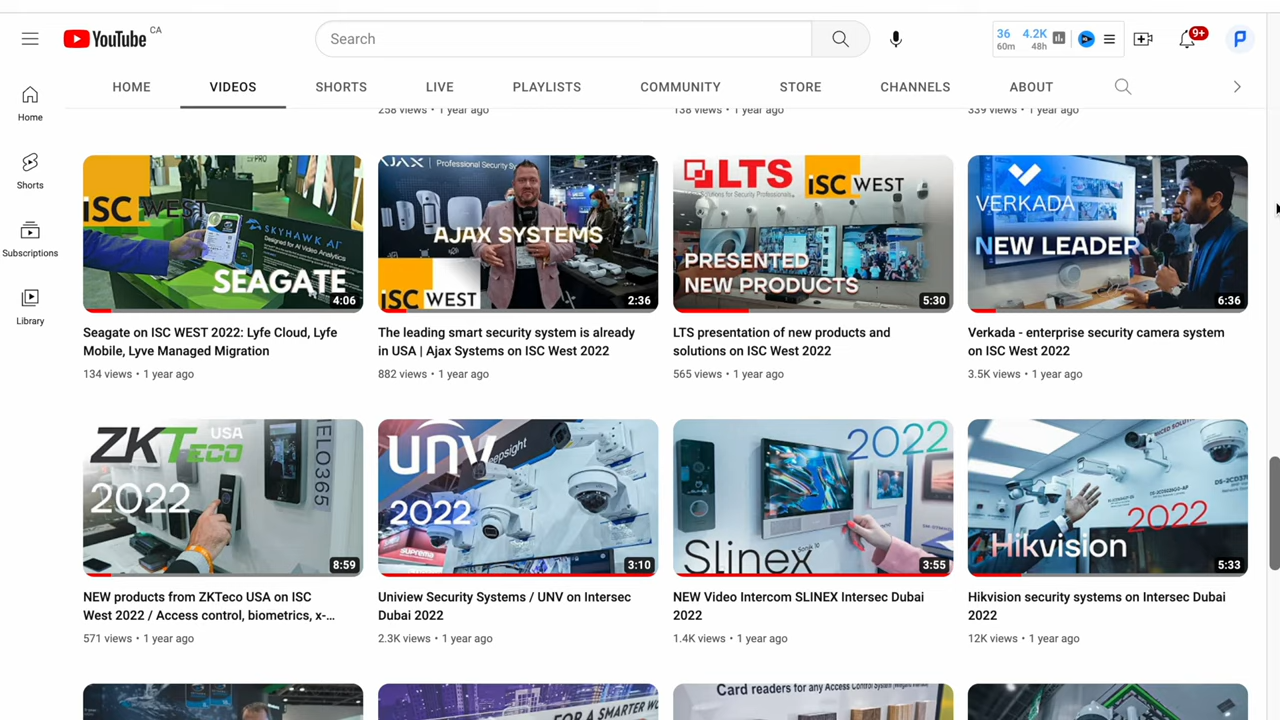 YouTube CA
Search
36 60m 4.2K 48h
9+
HOME VIDEOS SHORTS LIVE PLAYLISTS COMMUNITY STORE CHANNELS ABOUT
Home
Shorts
Subscriptions
Library
258 views • 1 year ago
138 views • 1 year ago
339 views • 1 year ago
ISC WEST
SKYHAWK AI
Designed for AI Video Analytics
SEAGATE
4:06
Seagate on ISC WEST 2022: Lyfe Cloud, Lyfe
Mobile, Lyve Managed Migration
134 views • 1 year ago
AJAX Professional Security
AJAX SYSTEMS
ISC WEST
2:36
The leading smart security system is already
in USA | Ajax Systems on ISC West 2022
882 views • 1 year ago
LTS
ISC WEST
PRESENTED
NEW PRODUCTS
5:30
LTS presentation of new products and
solutions on ISC West 2022
565 views • 1 year ago
VERKADA
NEW LEADER
6:36
Verkada - enterprise security camera system
on ISC West 2022
3.5K views • 1 year ago
ZKTeco USA
2022
8:59
NEW products from ZKTeco USA on ISC
West 2022 / Access control, biometrics, x-...
571 views • 1 year ago
unv
eepsight
2022
suprema
3:10
Uniview Security Systems / UNV on Intersec
Dubai 2022
2.3K views • 1 year ago
2022
Slinex
3:55
NEW Video Intercom SLINEX Intersec Dubai
2022
1.4K views • 1 year ago
2022
Hikvision
5:33
Hikvision security systems on Intersec Dubai
2022
12K views • 1 year ago
FOR A SMARTER WO
Card readers for any Access Control System